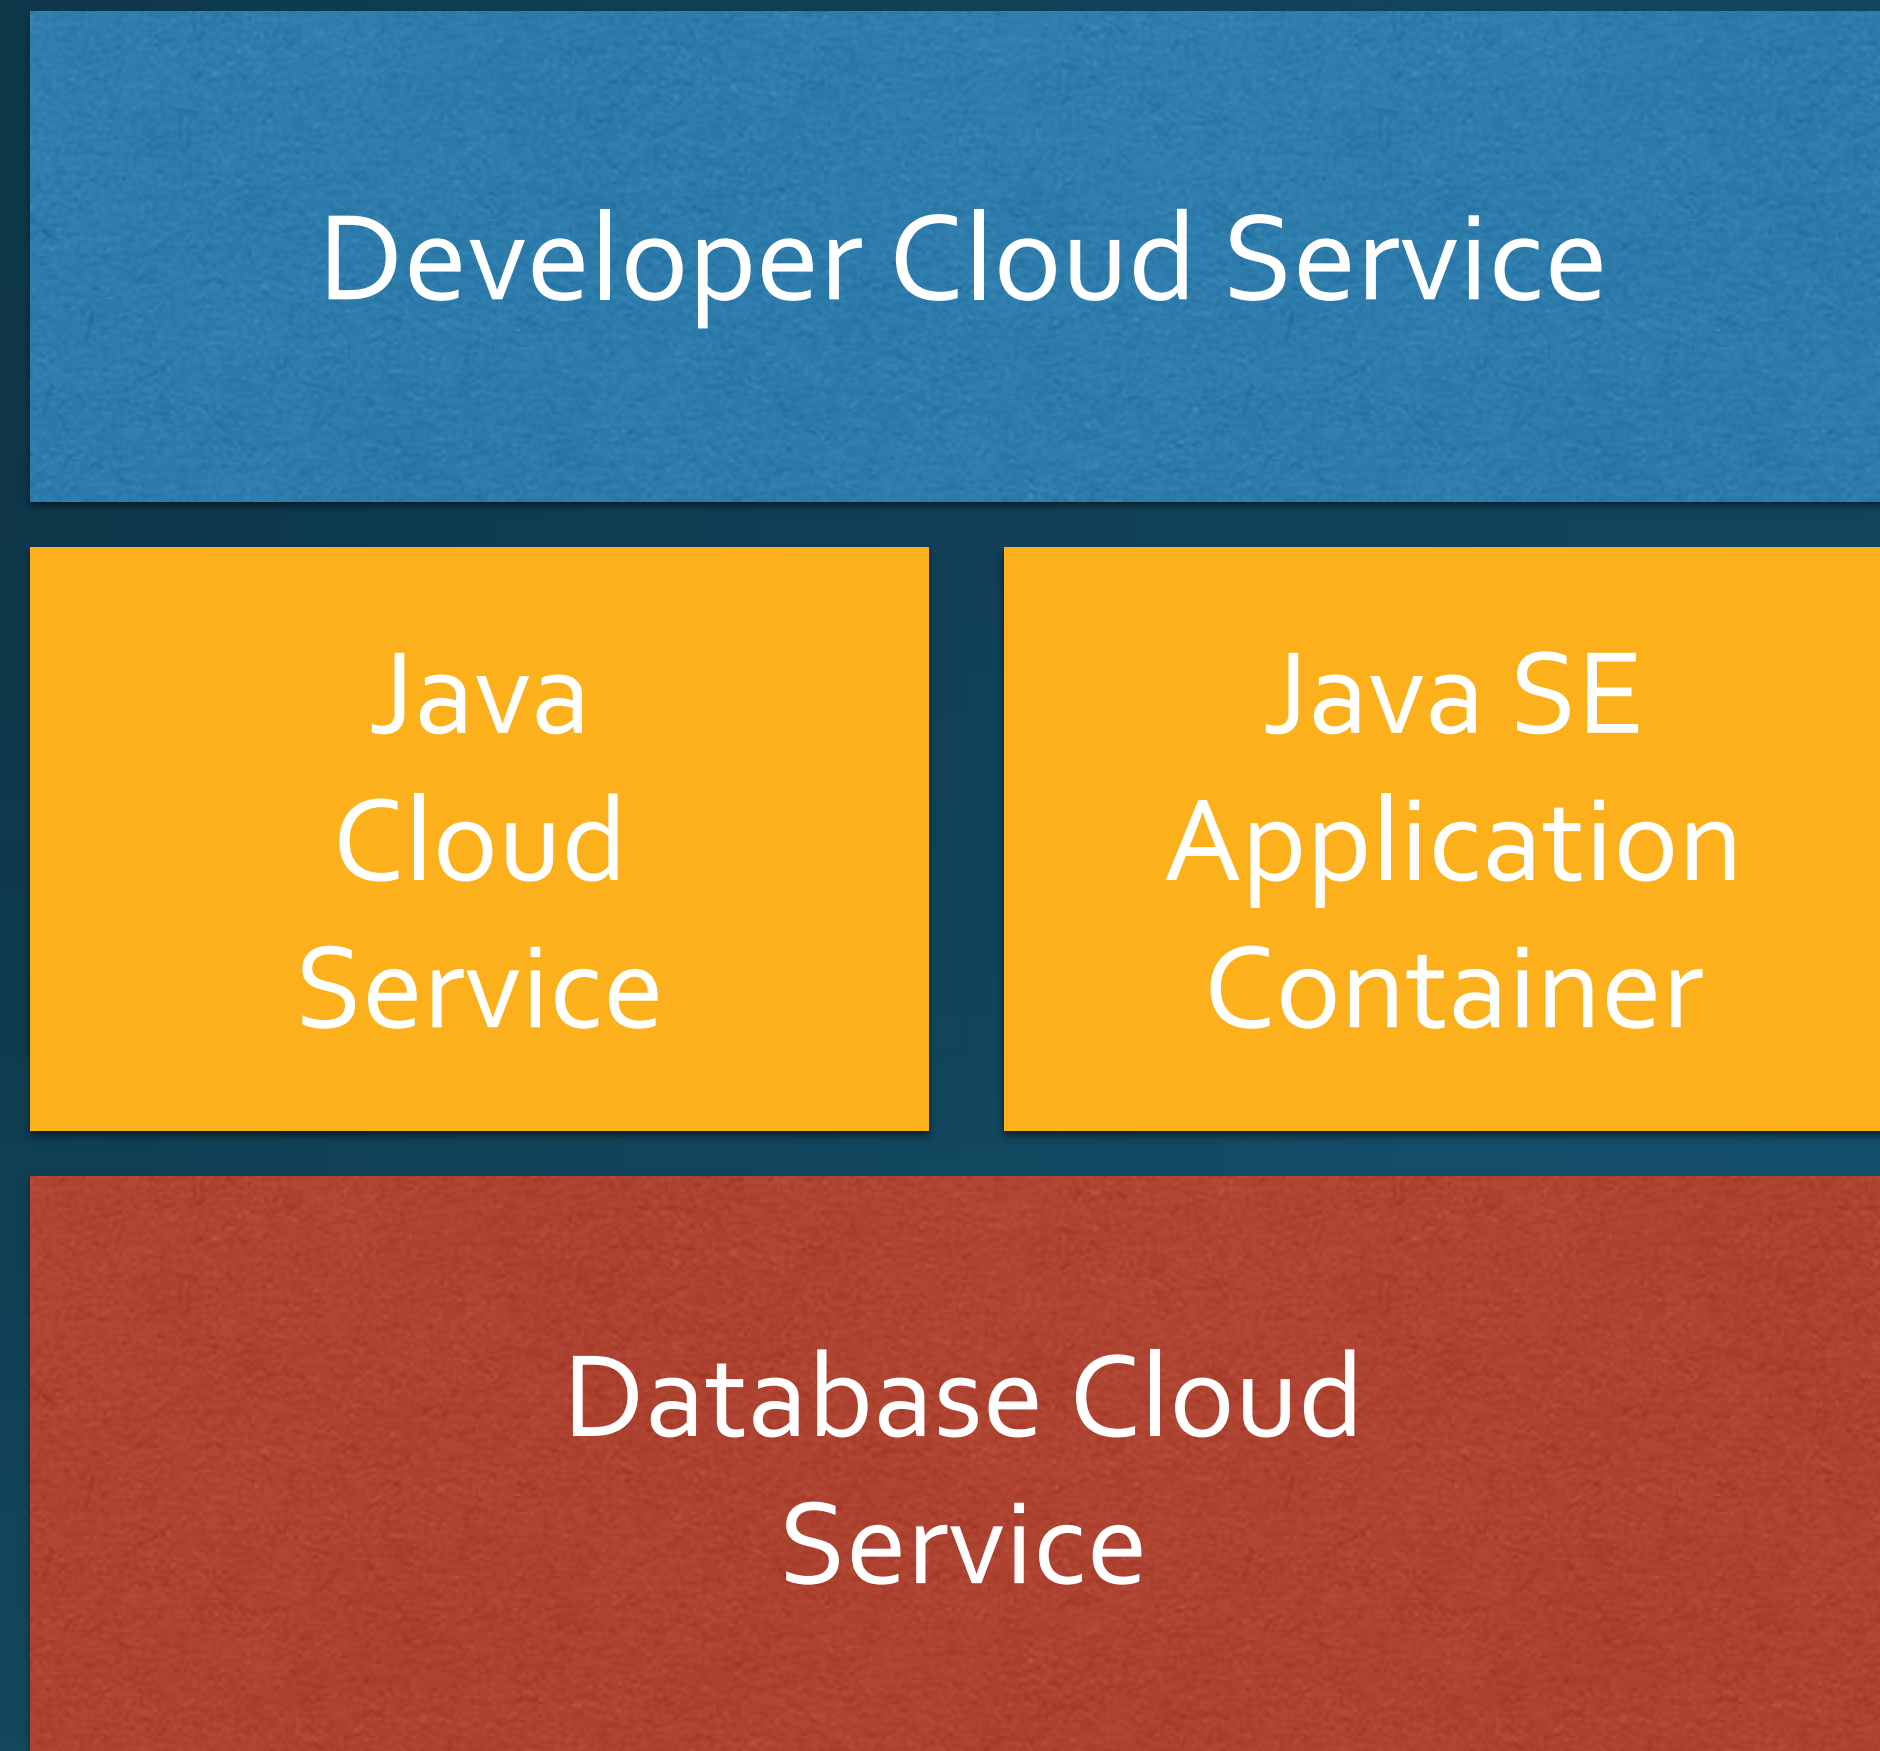 Developer Cloud Service
Java
Cloud
Service
Java SE
Application
Container
Database Cloud
Service